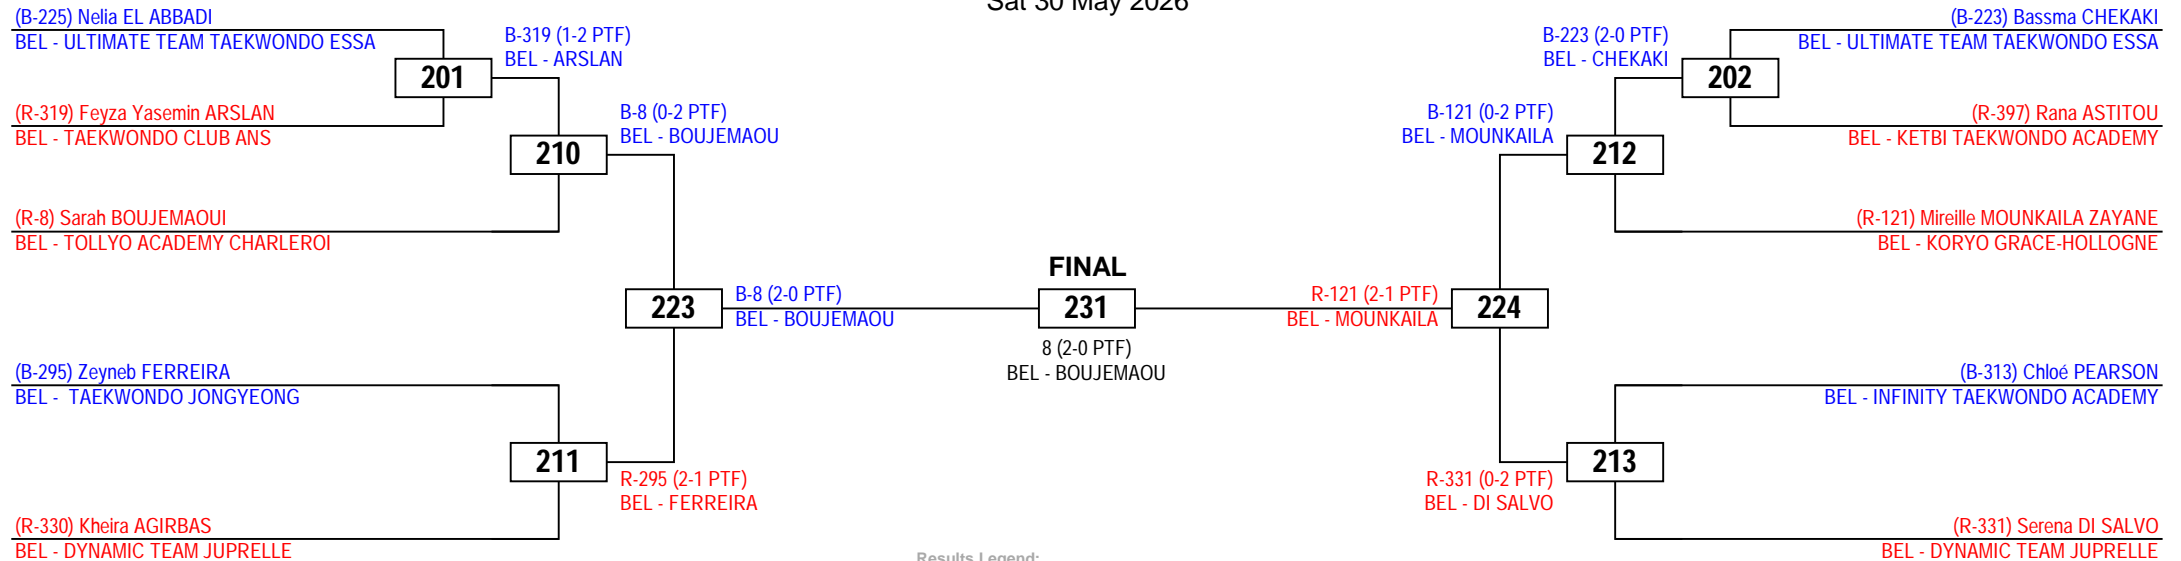 Sat 30 May 2026
(B-225) Nelia EL ABBADI
BEL - ULTIMATE TEAM TAEKWONDO ESSA
201
B-319 (1-2 PTF)
BEL - ARSLAN
(R-319) Feyza Yasemin ARSLAN
BEL - TAEKWONDO CLUB ANS
210
B-8 (0-2 PTF)
BEL - BOUJEMAOU
(R-8) Sarah BOUJEMAOUI
BEL - TOLLYO ACADEMY CHARLEROI
223
B-8 (2-0 PTF)
BEL - BOUJEMAOU
(B-295) Zeyneb FERREIRA
BEL - TAEKWONDO JONGYEONG
211
R-295 (2-1 PTF)
BEL - FERREIRA
(R-330) Kheira AGIRBAS
BEL - DYNAMIC TEAM JUPRELLE
FINAL
231
8 (2-0 PTF)
BEL - BOUJEMAOU
(B-223) Bassma CHEKAKI
BEL - ULTIMATE TEAM TAEKWONDO ESSA
B-223 (2-0 PTF)
BEL - CHEKAKI
202
(R-397) Rana ASTITOU
BEL - KETBI TAEKWONDO ACADEMY
B-121 (0-2 PTF)
BEL - MOUNKAILA
212
(R-121) Mireille MOUNKAILA ZAYANE
BEL - KORYO GRACE-HOLLOGNE
R-121 (2-1 PTF)
BEL - MOUNKAILA
224
(B-313) Chloé PEARSON
BEL - INFINITY TAEKWONDO ACADEMY
213
R-331 (0-2 PTF)
BEL - DI SALVO
(R-331) Serena DI SALVO
BEL - DYNAMIC TEAM JUPRELLE
Results Legend: